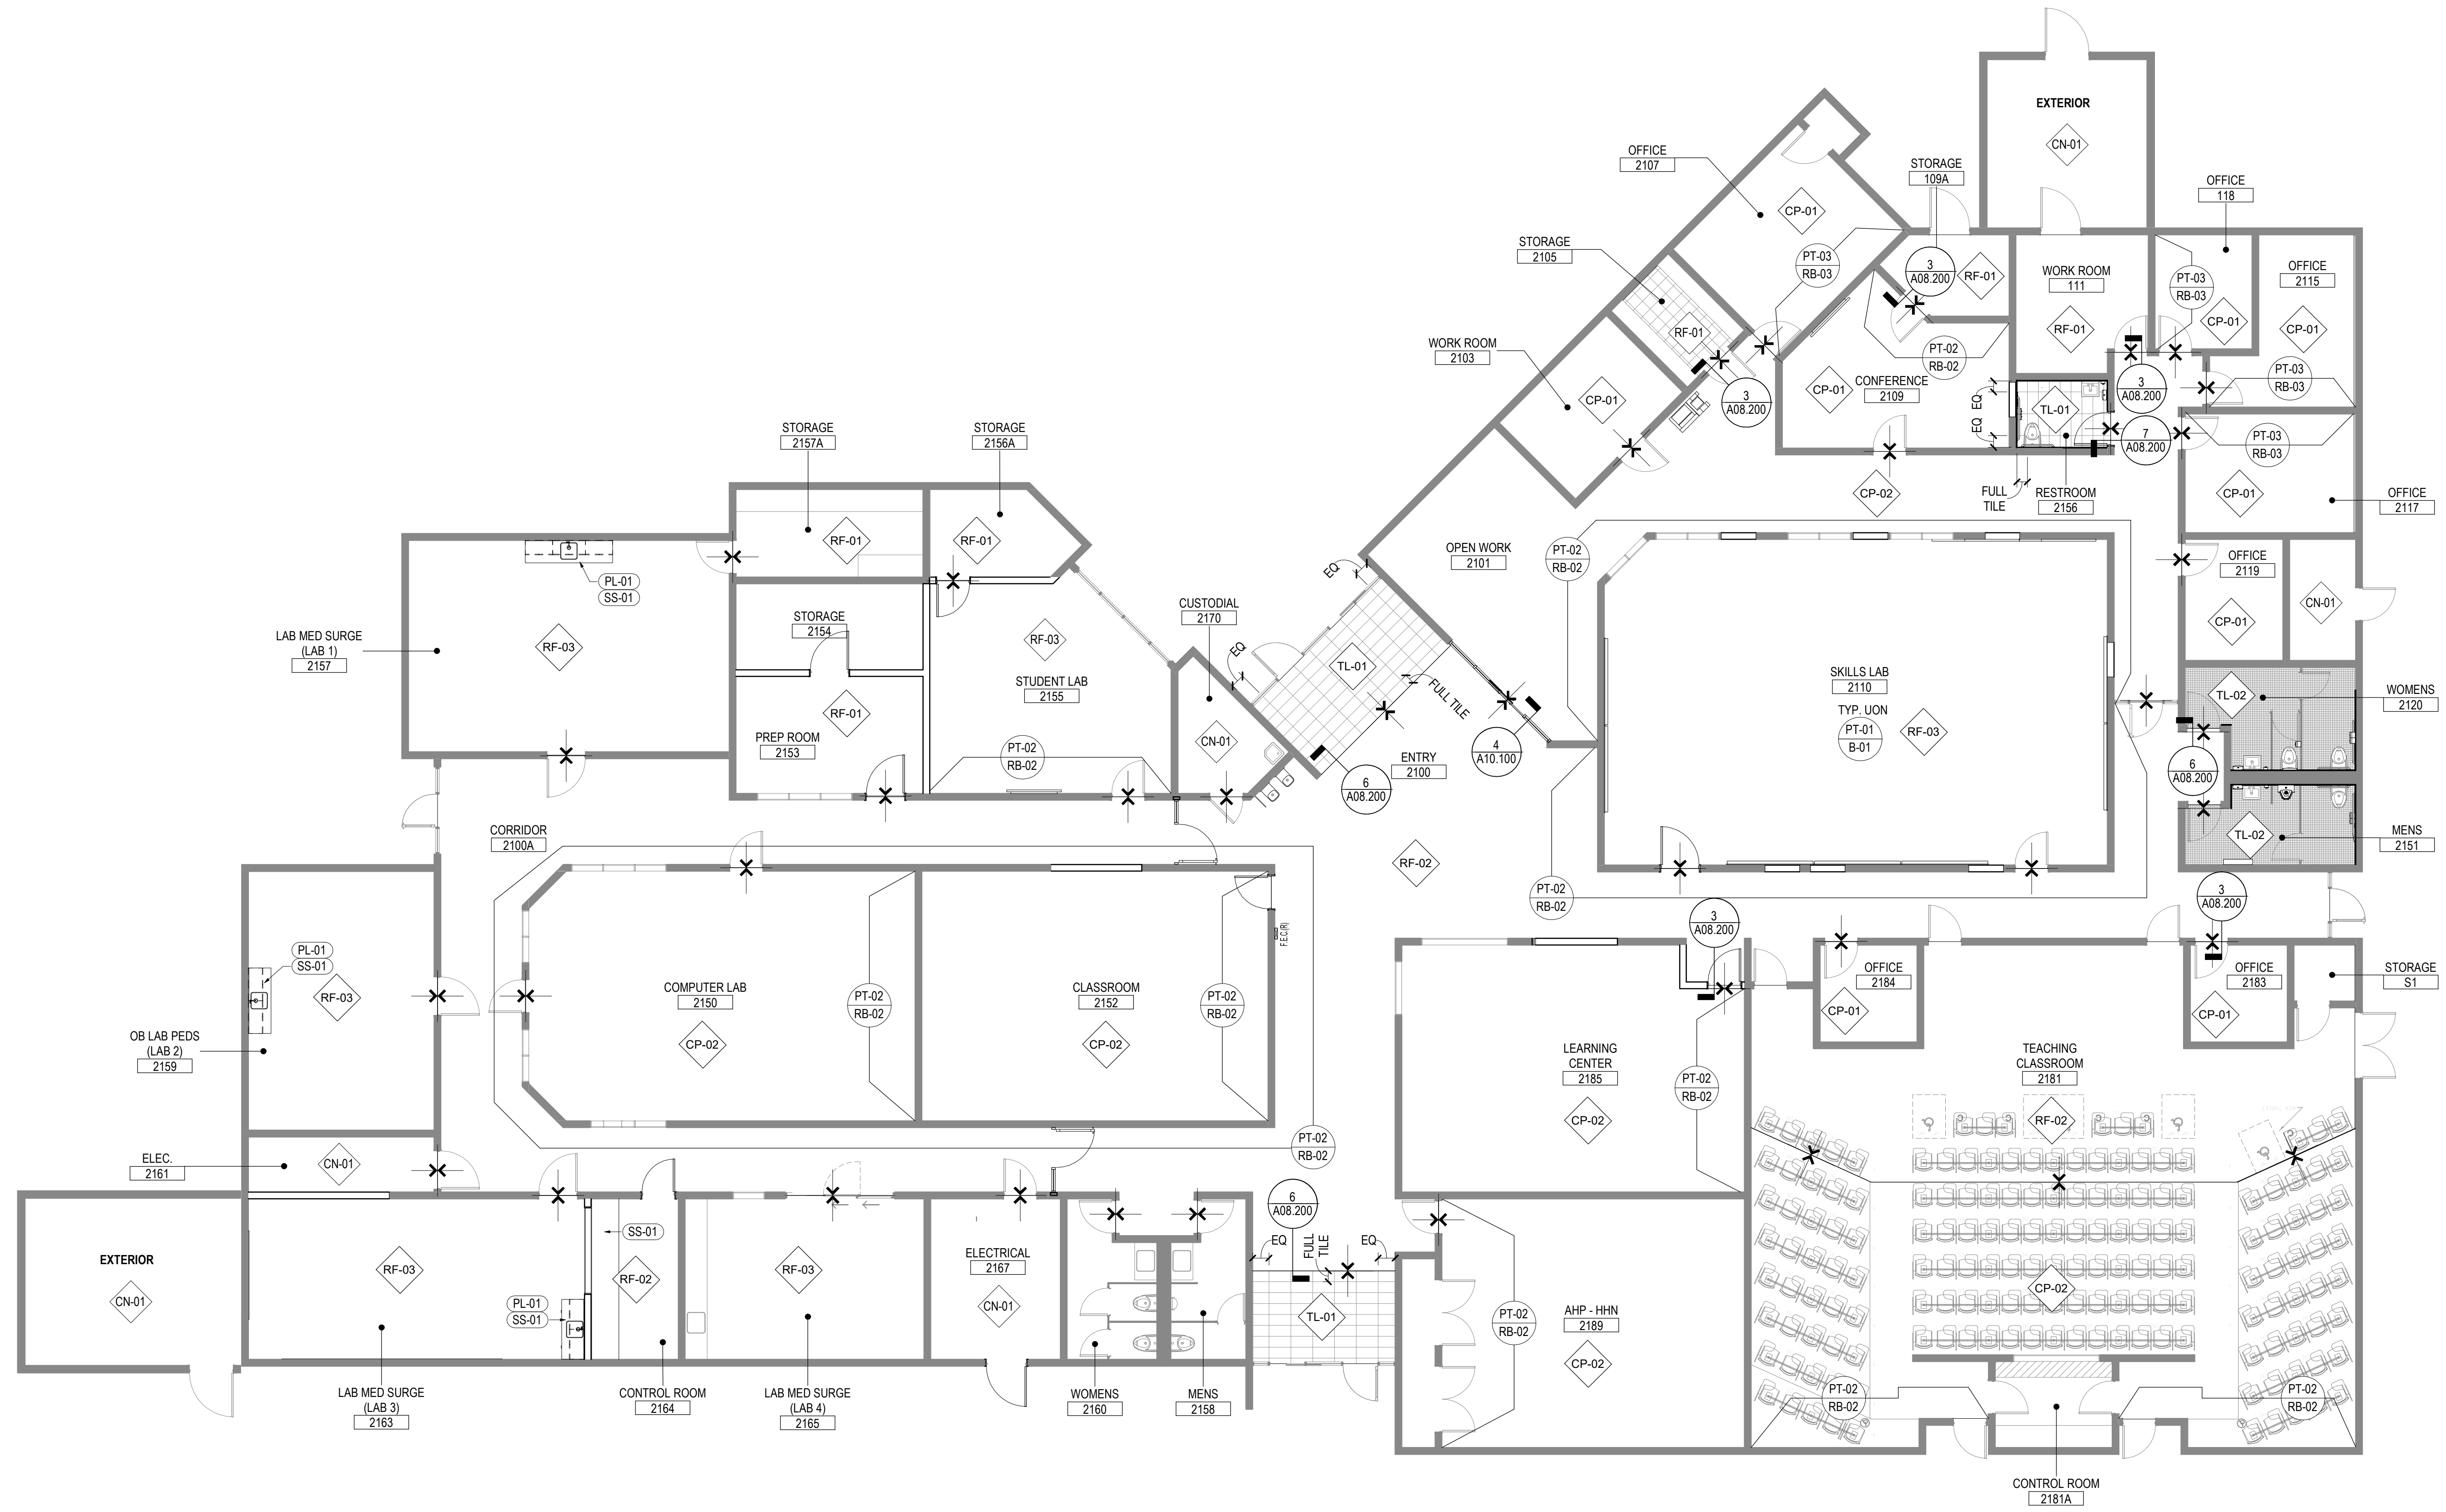 EXTERIOR
CN-01
OFFICE
2107
CP-01
STORAGE
109A
OFFICE
118
STORAGE
2105
PT-03
RB-03
3
A08.200
RF-01
WORK ROOM
111
RF-01
PT-03
RB-03
CP-01
OFFICE
2115
CP-01
PT-03
RB-03
RF-01
WORK ROOM
2103
CP-01
3
A08.200
PT-02
RB-02
CP-01
CONFERENCE
2109
EQ
EQ
TL-01
3
A08.200
7
A08.200
PT-03
RB-03
CP-01
OFFICE
2117
CP-02
FULL
TILE
RESTROOM
2156
STORAGE
2157A
STORAGE
2156A
RF-01
RF-01
PL-01
SS-01
OPEN WORK
2101
PT-02
RB-02
OFFICE
2119
CP-01
CN-01
EQ
CUSTODIAL
2170
STORAGE
2154
LAB MED SURGE
(LAB 1)
2157
RF-03
RF-03
STUDENT LAB
2155
EQ
TL-01
FULL TILE
SKILLS LAB
2110
TYP. UON
PT-01
B-01
RF-03
TL-02
WOMENS
2120
RF-01
PREP ROOM
2153
PT-02
RB-02
CN-01
ENTRY
2100
4
A10.100
6
A08.200
6
A08.200
TL-02
MENS
2151
CORRIDOR
2100A
RF-02
PT-02
RB-02
3
A08.200
3
A08.200
F.E.C.(R)
PL-01
SS-01
RF-03
COMPUTER LAB
2150
CP-02
PT-02
RB-02
CLASSROOM
2152
CP-02
PT-02
RB-02
OFFICE
2184
CP-01
OFFICE
2183
CP-01
STORAGE
S1
OB LAB PEDS
(LAB 2)
2159
LEARNING
CENTER
2185
CP-02
PT-02
RB-02
TEACHING
CLASSROOM
2181
RF-02
PT-02
RB-02
ELEC.
2161
CN-01
EXTERIOR
CN-01
RF-03
SS-01
RF-02
PL-01
SS-01
RF-03
ELECTRICAL
2167
CN-01
6
A08.200
EQ
FULL
TILE
EQ
TL-01
AHP - HHN
2189
CP-02
PT-02
RB-02
CP-02
PT-02
RB-02
PT-02
RB-02
LAB MED SURGE
(LAB 3)
2163
CONTROL ROOM
2164
LAB MED SURGE
(LAB 4)
2165
WOMENS
2160
MENS
2158
CONTROL ROOM
2181A